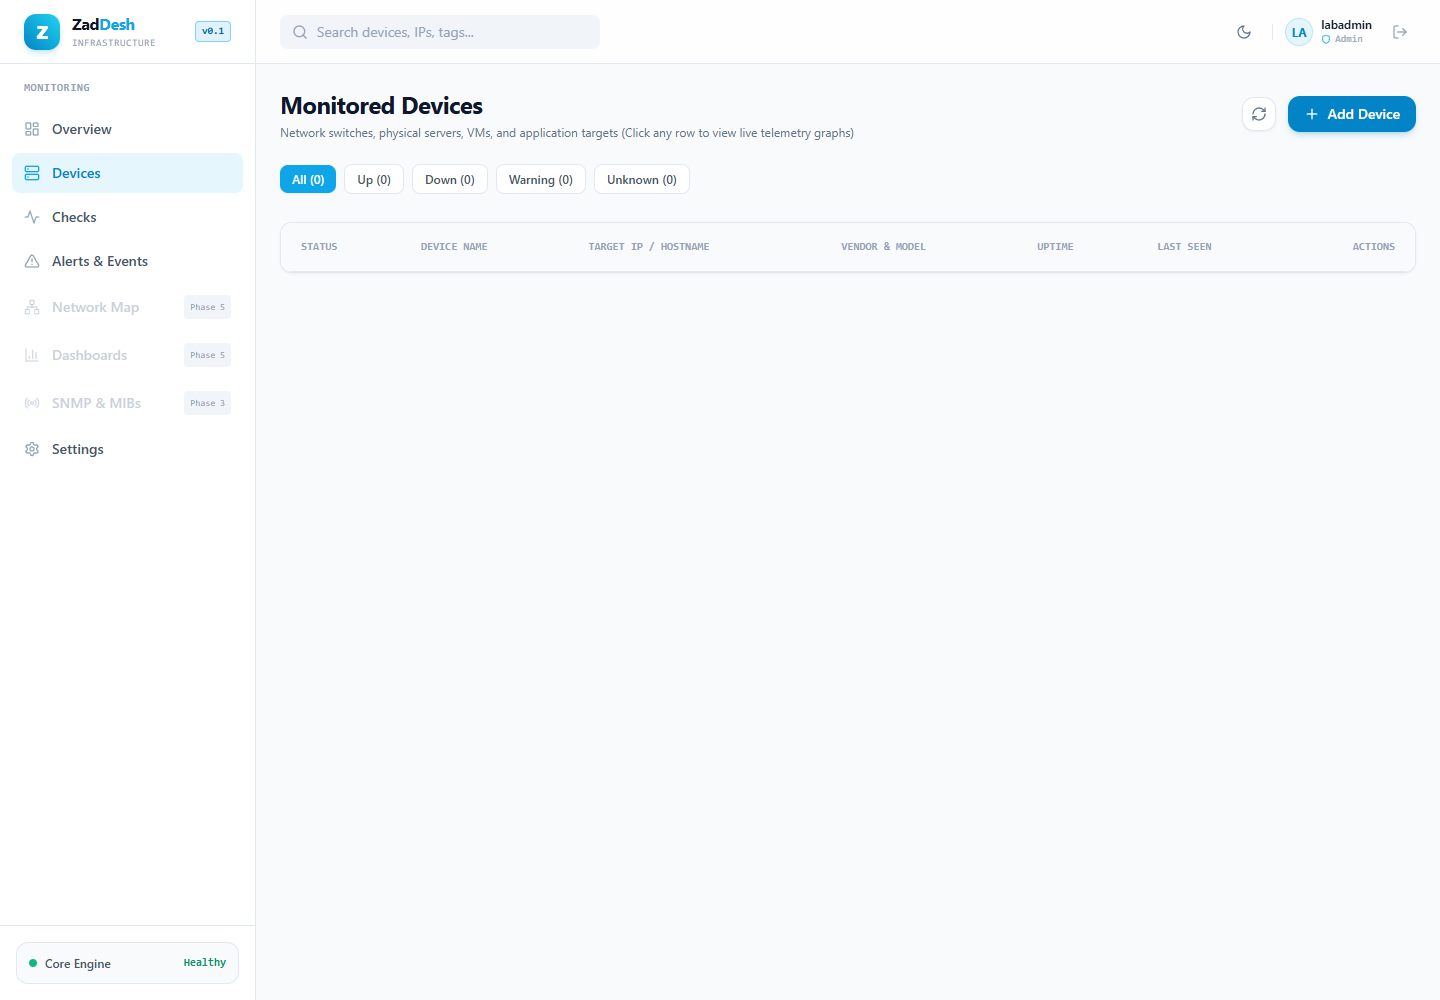 Z
ZadDesh
INFRASTRUCTURE
v0.1
Search devices, IPs, tags...
LA
labadmin
Admin
MONITORING
Overview
Devices
Checks
Alerts & Events
Network Map
Phase 5
Dashboards
Phase 5
SNMP & MIBs
Phase 3
Settings
Core Engine
Healthy
Monitored Devices
Network switches, physical servers, VMs, and application targets (Click any row to view live telemetry graphs)
Add Device
All (0)
Up (0)
Down (0)
Warning (0)
Unknown (0)
STATUS
DEVICE NAME
TARGET IP / HOSTNAME
VENDOR & MODEL
UPTIME
LAST SEEN
ACTIONS